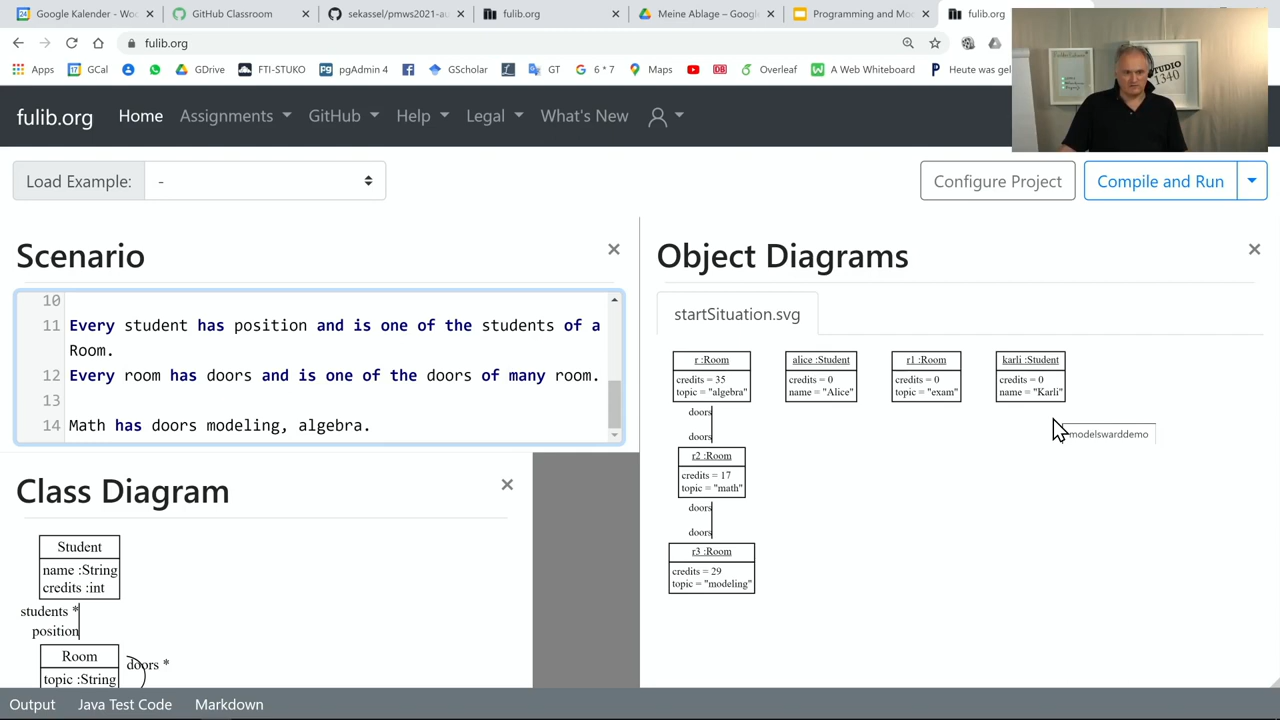 Google Kalender - Woc
GitHub Classroom
sekassel/pmws2021-au
fulib.org
Meine Ablage – Google
Programming and Mod
fulib.org
fulib.org
Apps
GCal
GDrive
FTI-STUKO
pgAdmin 4
GScholar
GT
6 * 7
Maps
Overleaf
A Web Whiteboard
Heute was gel
STUDIO
1340
fulib.org
Home
Assignments
GitHub
Help
Legal
What's New
Load Example:
-
Configure Project
Compile and Run
Scenario
10
11 Every student has position and is one of the students of a
Room.
12 Every room has doors and is one of the doors of many room.
13
14 Math has doors modeling, algebra.
Class Diagram
Student
name :String
credits :int
students *
position
Room
doors *
topic :String
Object Diagrams
startSituation.svg
r :Room
credits = 35
topic = "algebra"
alice :Student
credits = 0
name = "Alice"
r1 :Room
credits = 0
topic = "exam"
karli :Student
credits = 0
name = "Karli"
doors
doors
r2 :Room
credits = 17
topic = "math"
doors
doors
r3 :Room
credits = 29
topic = "modeling"
modelswarddemo
Output
Java Test Code
Markdown